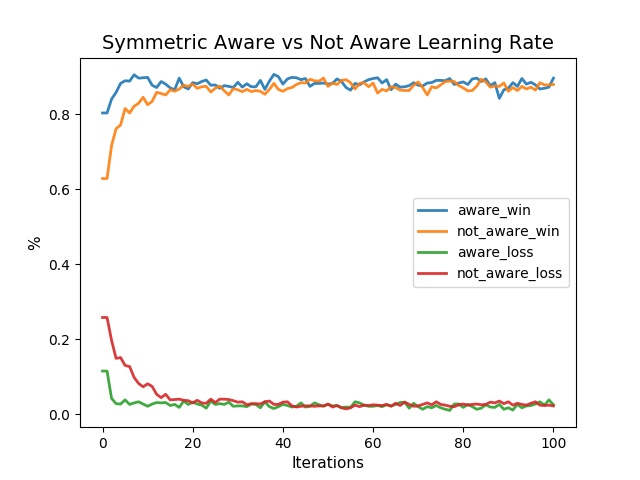 Symmetric Aware vs Not Aware Learning Rate
%
0.8
0.6
0.4
0.2
0.0
aware_win
not_aware_win
aware_loss
not_aware_loss
0 20 40 60 80 100
Iterations